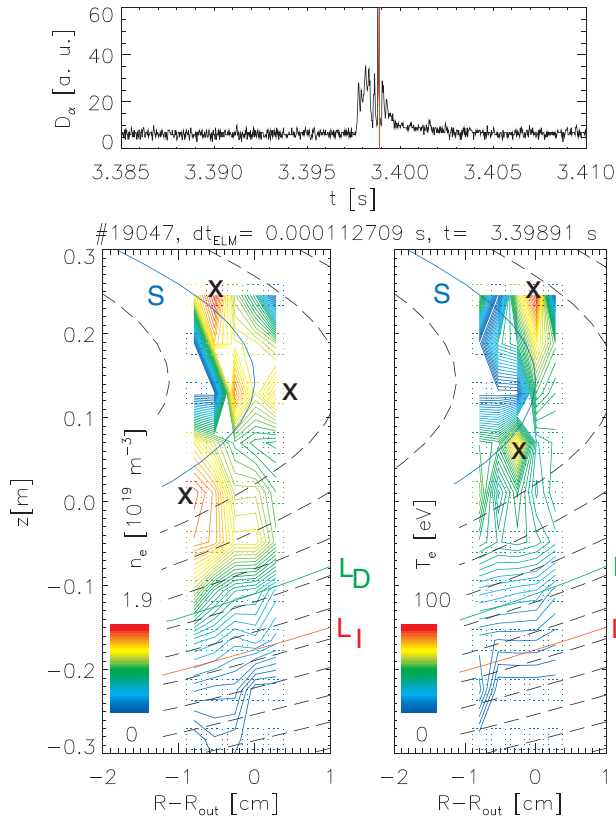 60
40
20
0
D_α [a. u.]
3.385 3.390 3.395 3.400 3.405 3.410
t [s]
#19047, dt_ELM = 0.000112709 s, t= 3.39891 s
0.3
0.2
0.1
0.0
−0.1
−0.2
−0.3
z[m]
S
X
X
X
n_e [10^19 m^−3]
1.9
0
L_D
L_I
−2 −1 0 1
R−R_out [cm]
S
X
X
T_e [eV]
100
0
L
L
−2 −1 0 1
R−R_out [cm]